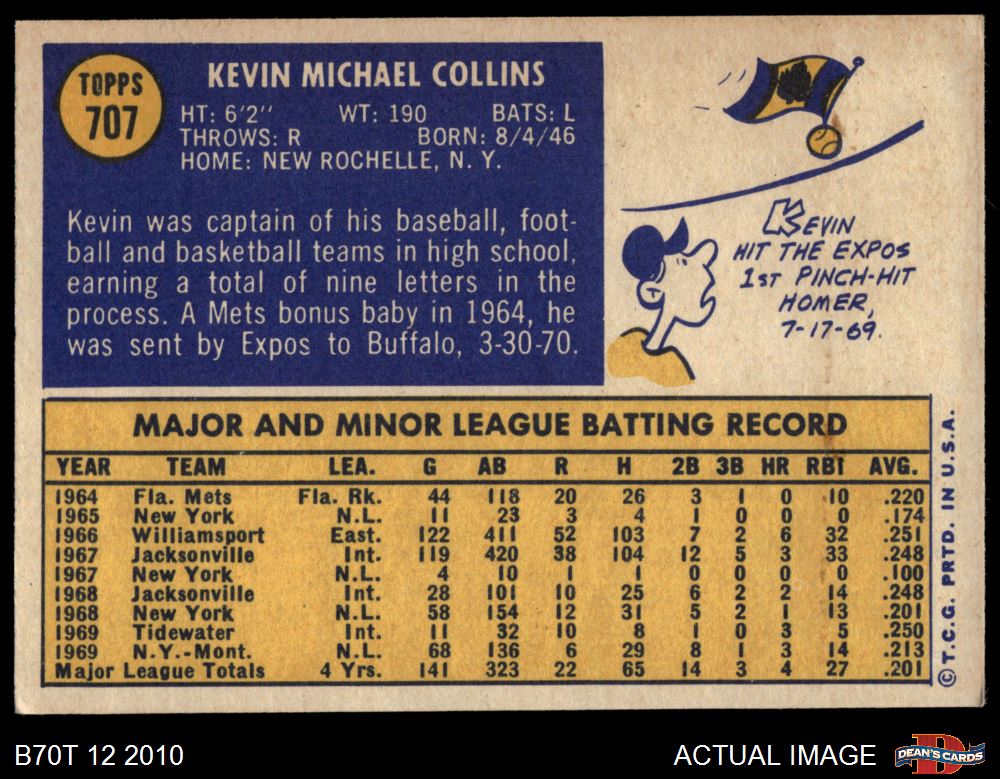 TOPPS
707
KEVIN MICHAEL COLLINS
HT: 6'2" WT: 190 BATS: L
THROWS: R BORN: 8/4/46
HOME: NEW ROCHELLE, N. Y.
Kevin was captain of his baseball, foot-
ball and basketball teams in high school,
earning a total of nine letters in the
process. A Mets bonus baby in 1964, he
was sent by Expos to Buffalo, 3-30-70.
KEVIN
HIT THE EXPOS
1ST PINCH-HIT
HOMER,
7-17-69.
MAJOR AND MINOR LEAGUE BATTING RECORD
YEAR TEAM LEA. G AB R H 2B 3B HR RBI AVG.
1964 Fla. Mets Fla. Rk. 44 118 20 26 3 1 0 10 .220
1965 New York N.L. 11 23 3 4 1 0 0 0 .174
1966 Williamsport East. 122 411 52 103 7 2 6 32 .251
1967 Jacksonville Int. 119 420 38 104 12 5 3 33 .248
1967 New York N.L. 4 10 1 1 0 0 0 0 .100
1968 Jacksonville Int. 28 101 10 25 6 2 2 14 .248
1968 New York N.L. 58 154 12 31 5 2 1 13 .201
1969 Tidewater Int. 11 32 10 8 1 0 3 5 .250
1969 N.Y.-Mont. N.L. 68 136 6 29 8 1 3 14 .213
Major League Totals 4 Yrs. 141 323 22 65 14 3 4 27 .201
© T.C.G. PRTD. IN U.S.A.
B70T 12 2010
ACTUAL IMAGE
DEAN'S CARDS